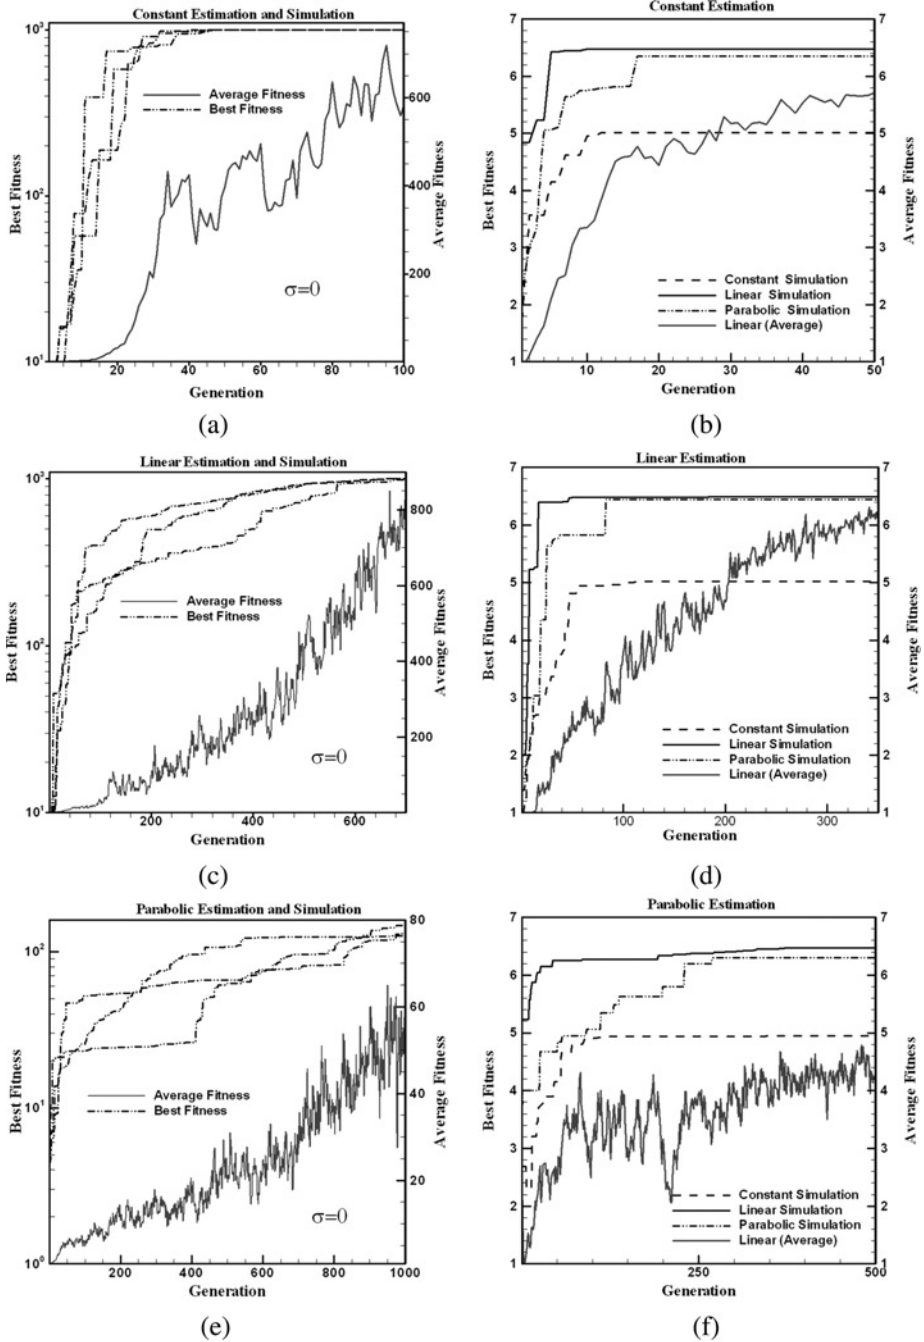 Constant Estimation and Simulation
10³
10²
10¹
600
400
200
Best Fitness
Average Fitness
Average Fitness
Best Fitness
σ=0
20 40 60 80 100
Generation
(a)
Constant Estimation
7 7
6 6
5 5
4 4
3 3
2 2
1 1
Best Fitness
Average Fitness
Constant Simulation
Linear Simulation
Parabolic Simulation
Linear (Average)
10 20 30 40 50
Generation
(b)
Linear Estimation and Simulation
10³
10²
10¹
800
600
400
200
Best Fitness
Average Fitness
Average Fitness
Best Fitness
σ=0
200 400 600
Generation
(c)
Linear Estimation
7 7
6 6
5 5
4 4
3 3
2 2
1 1
Best Fitness
Average Fitness
Constant Simulation
Linear Simulation
Parabolic Simulation
Linear (Average)
100 200 300
Generation
(d)
Parabolic Estimation and Simulation
10²
10¹
10⁰
80
60
40
20
Best Fitness
Average Fitness
Average Fitness
Best Fitness
σ=0
200 400 600 800 1000
Generation
(e)
Parabolic Estimation
7 7
6 6
5 5
4 4
3 3
2 2
1 1
Best Fitness
Average Fitness
Constant Simulation
Linear Simulation
Parabolic Simulation
Linear (Average)
250 500
Generation
(f)